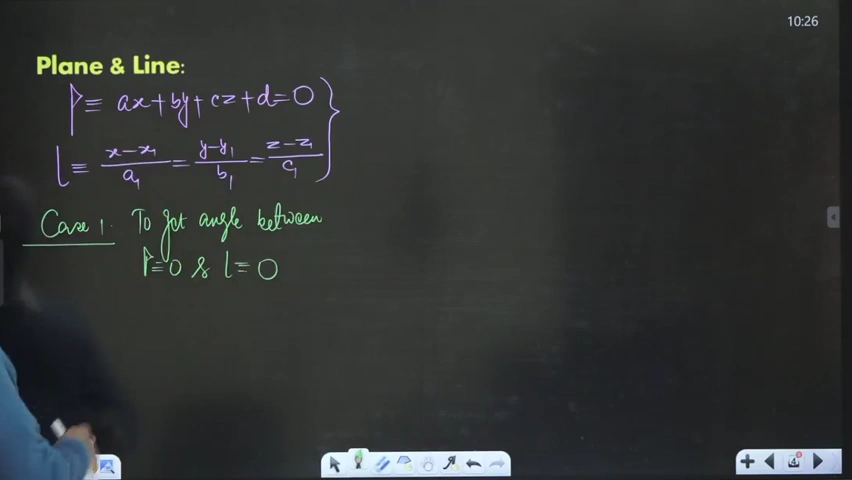 10:26
Plane & Line:
P ≡ ax+by+cz+d=0
l ≡ x-x₁/a₁ = y-y₁/b₁ = z-z₁/c₁
Case 1. To get angle between
P≡0 & l≡0
4